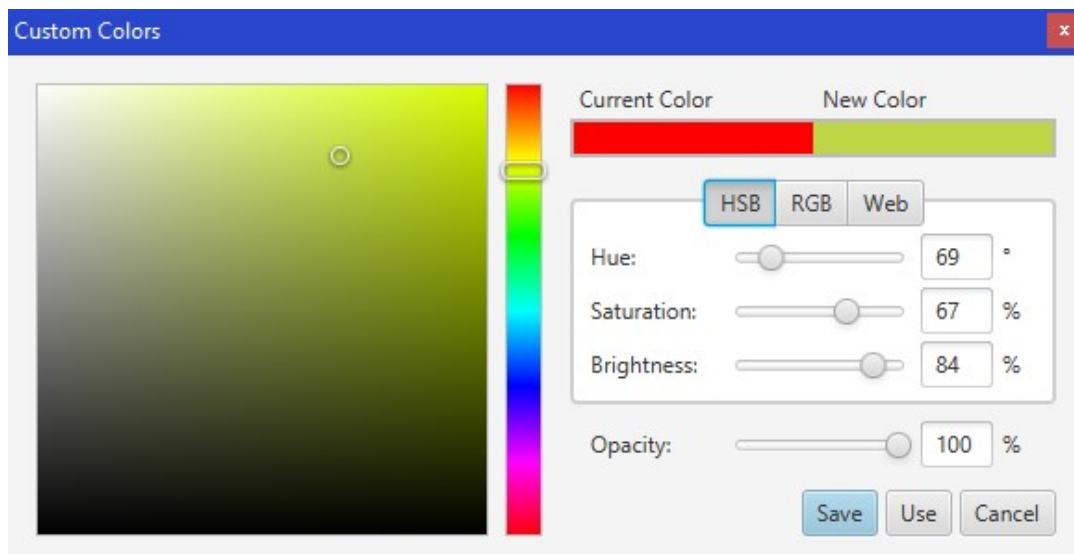 Custom Colors
x
Current Color New Color
HSB RGB Web
Hue: 69 °
Saturation: 67 %
Brightness: 84 %
Opacity: 100 %
Save Use Cancel